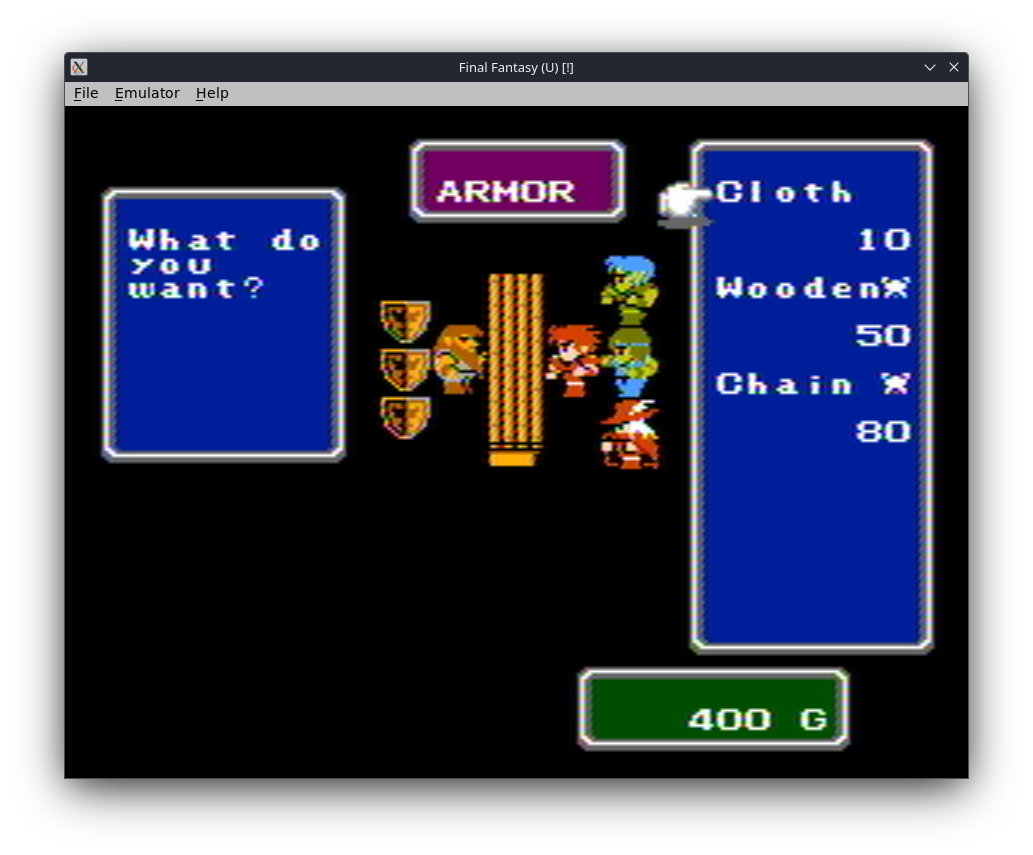 Final Fantasy (U) [!]
File Emulator Help
ARMOR
What do
you
want?
Cloth
10
Wooden
50
Chain
80
400 G